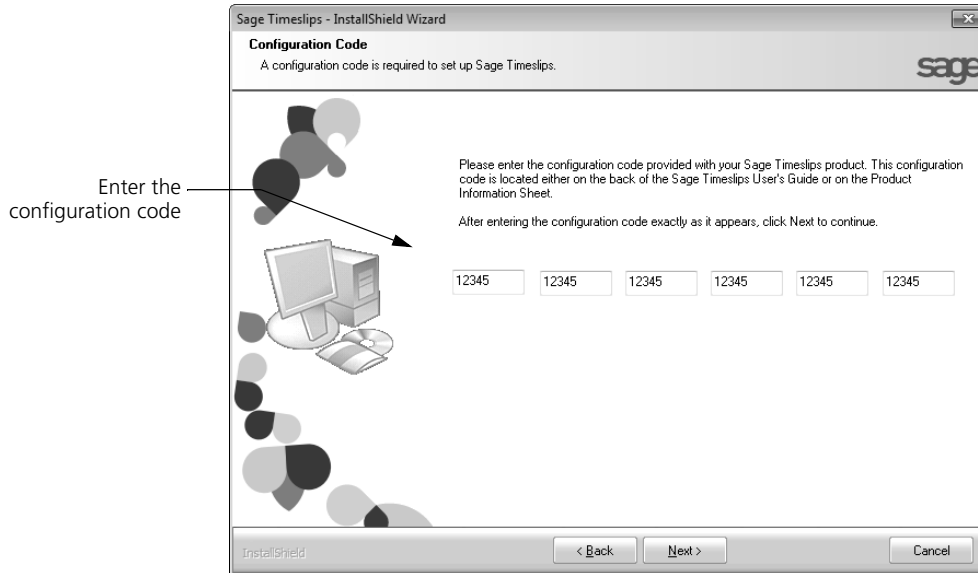 Sage Timeslips - InstallShield Wizard
Configuration Code
A configuration code is required to set up Sage Timeslips.
sage
Enter the
configuration code
Please enter the configuration code provided with your Sage Timeslips product. This configuration
code is located either on the back of the Sage Timeslips User's Guide or on the Product
Information Sheet.
After entering the configuration code exactly as it appears, click Next to continue.
12345 12345 12345 12345 12345 12345
InstallShield
< Back Next > Cancel